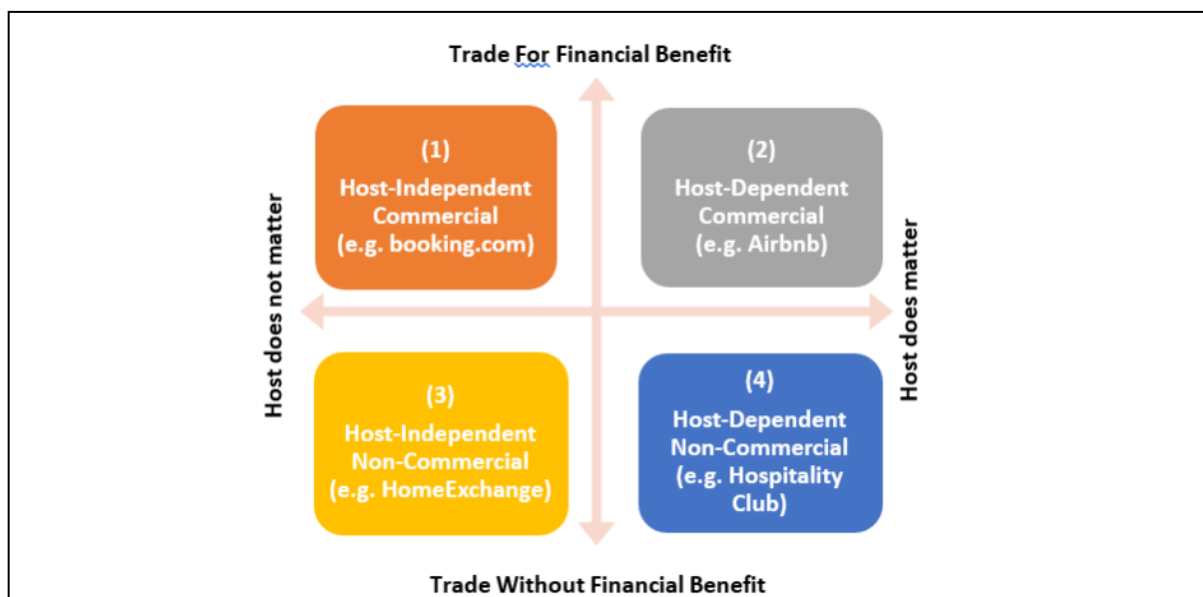 Trade For Financial Benefit
(1)
Host-Independent
Commercial
(e.g. booking.com)
(2)
Host-Dependent
Commercial
(e.g. Airbnb)
Host does not matter
Host does matter
(3)
Host-Independent
Non-Commercial
(e.g. HomeExchange)
(4)
Host-Dependent
Non-Commercial
(e.g. Hospitality
Club)
Trade Without Financial Benefit